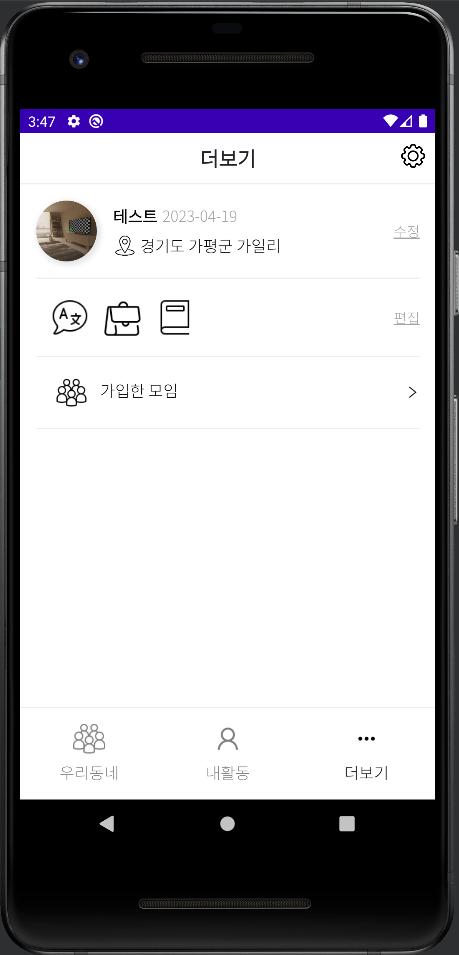 3:47
더보기
테스트 2023-04-19
수정
경기도 가평군 가일리
A 文
편집
가입한 모임
우리동네 내활동 더보기